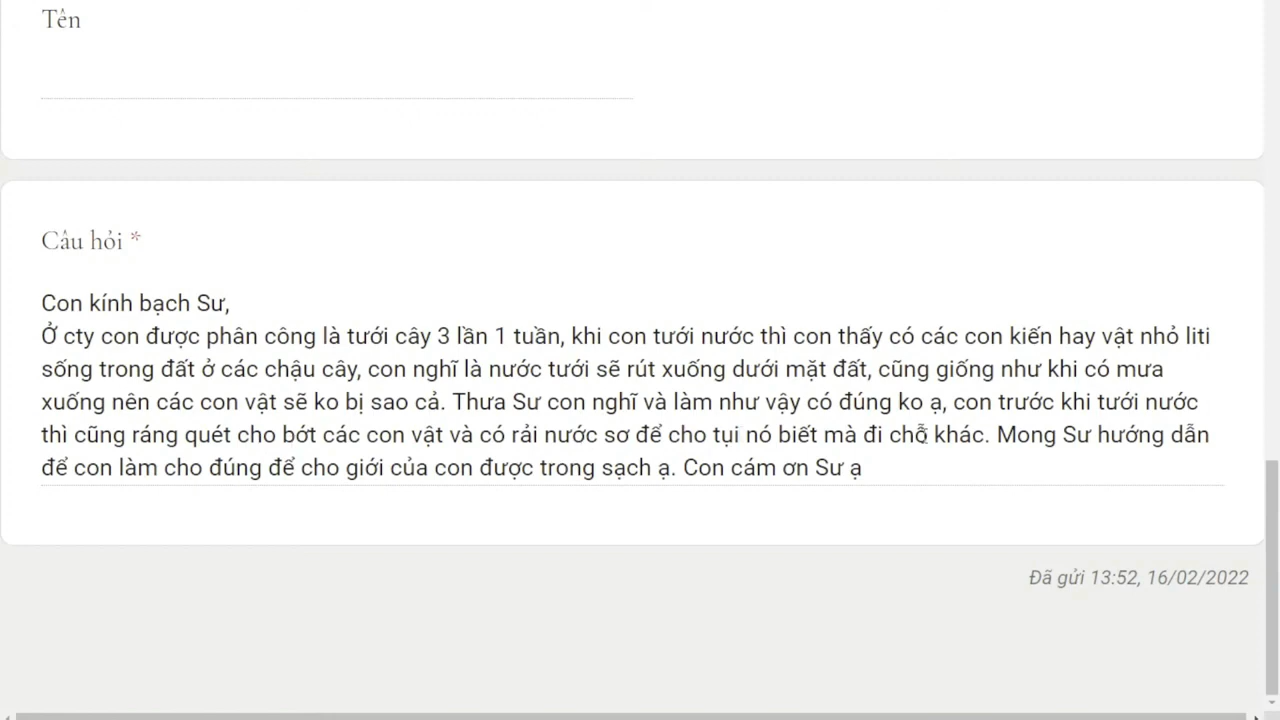 Tên
Câu hỏi *
Con kính bạch Sư,
Ở cty con được phân công là tưới cây 3 lần 1 tuần, khi con tưới nước thì con thấy có các con kiến hay vật nhỏ liti
sống trong đất ở các chậu cây, con nghĩ là nước tưới sẽ rút xuống dưới mặt đất, cũng giống như khi có mưa
xuống nên các con vật sẽ ko bị sao cả. Thưa Sư con nghĩ và làm như vậy có đúng ko ạ, con trước khi tưới nước
thì cũng ráng quét cho bớt các con vật và có rải nước sơ để cho tụi nó biết mà đi chỗ khác. Mong Sư hướng dẫn
để con làm cho đúng để cho giới của con được trong sạch ạ. Con cám ơn Sư ạ
Đã gửi 13:52, 16/02/2022